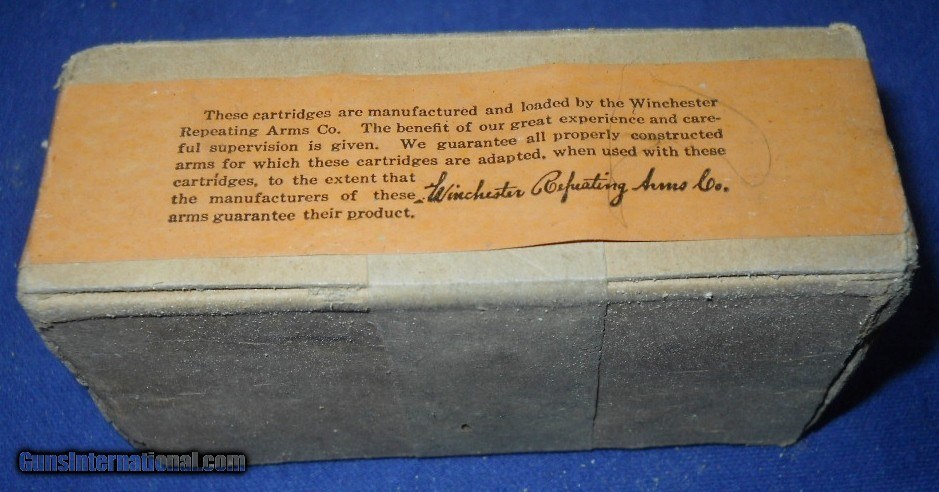 These cartridges are manufactured and loaded by the Winchester
Repeating Arms Co. The benefit of our great experience and care-
ful supervision is given. We guarantee all properly constructed
arms for which these cartridges are adapted, when used with these
cartridges, to the extent that
the manufacturers of these Winchester Repeating Arms Co.
arms guarantee their product.
GunsInternational.com